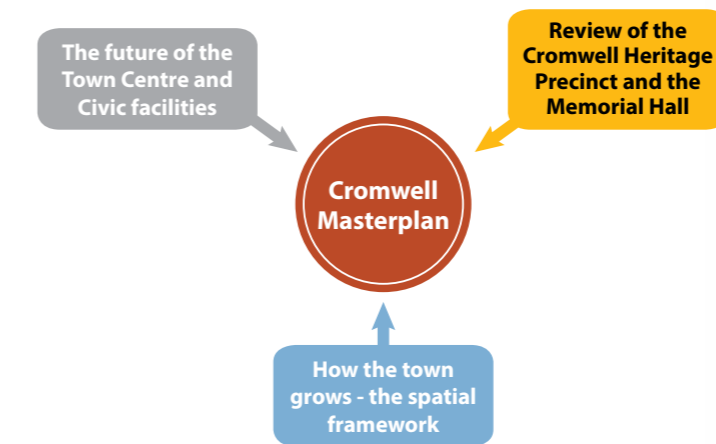 The future of the
Town Centre and
Civic facilities
Review of the
Cromwell Heritage
Precinct and the
Memorial Hall
Cromwell
Masterplan
How the town
grows - the spatial
framework